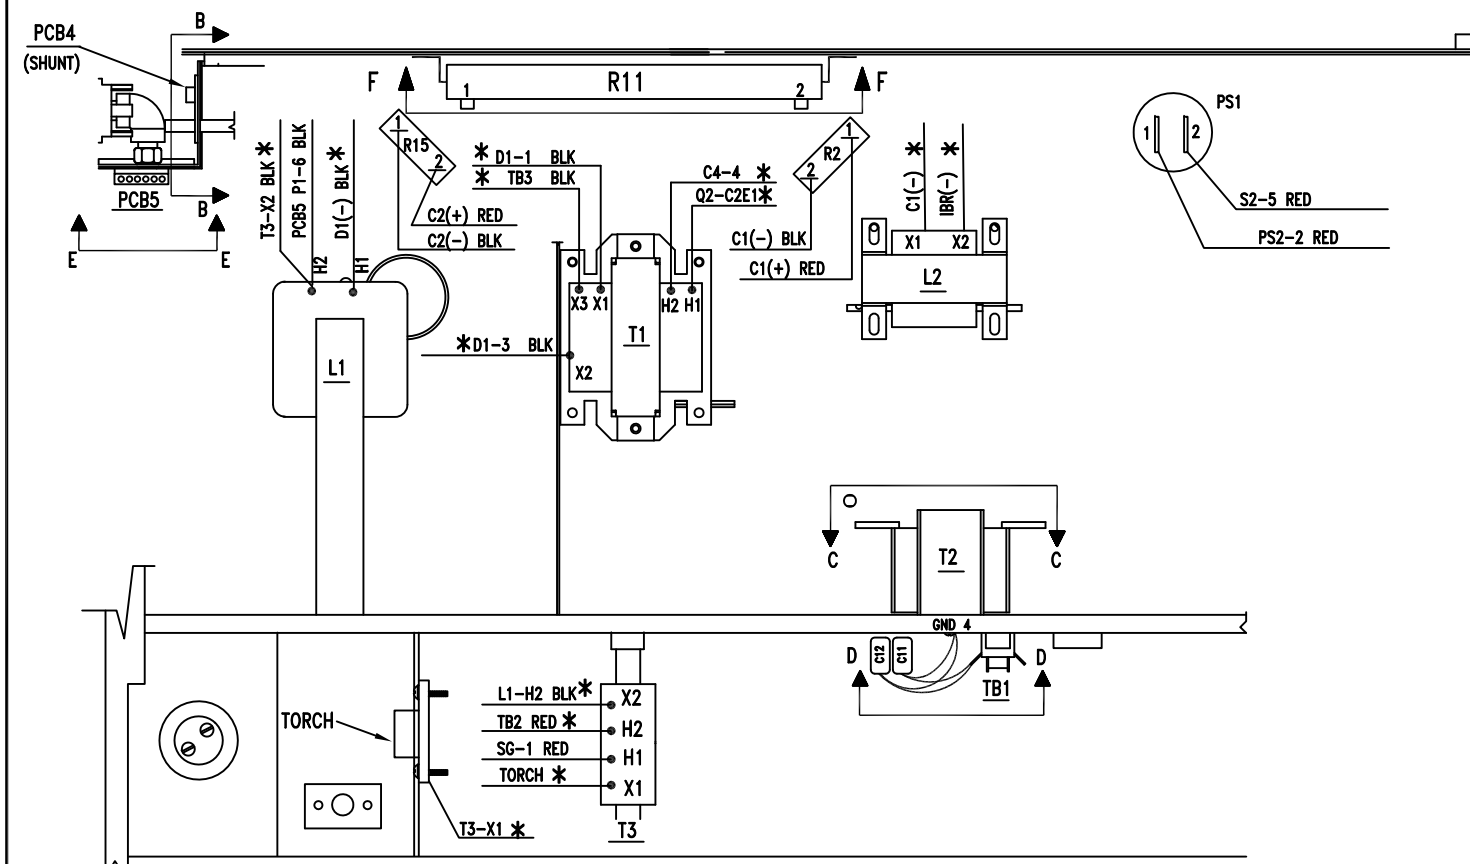 PCB4
(SHUNT)
B
B
PCB5
E
E
F
F
R11
1
2
PS1
1
2
S2-5 RED
PS2-2 RED
T3-X2 BLK *
PCB5 P1-6 BLK
D1(-) BLK *
H2
H1
L1
1
R15
2
C2(+) RED
C2(-) BLK
* D1-1 BLK
* TB3 BLK
C4-4 *
Q2-C2E1*
1
R2
2
C1(-) BLK
C1(+) RED
C1(-) *
IBR(-) *
X1
X2
L2
X3
X1
H2
H1
T1
*D1-3 BLK
X2
C
C
T2
GND 4
C12
C11
D
D
TB1
TORCH
T3-X1 *
L1-H2 BLK*
TB2 RED *
SG-1 RED
TORCH *
X2
H2
H1
X1
T3